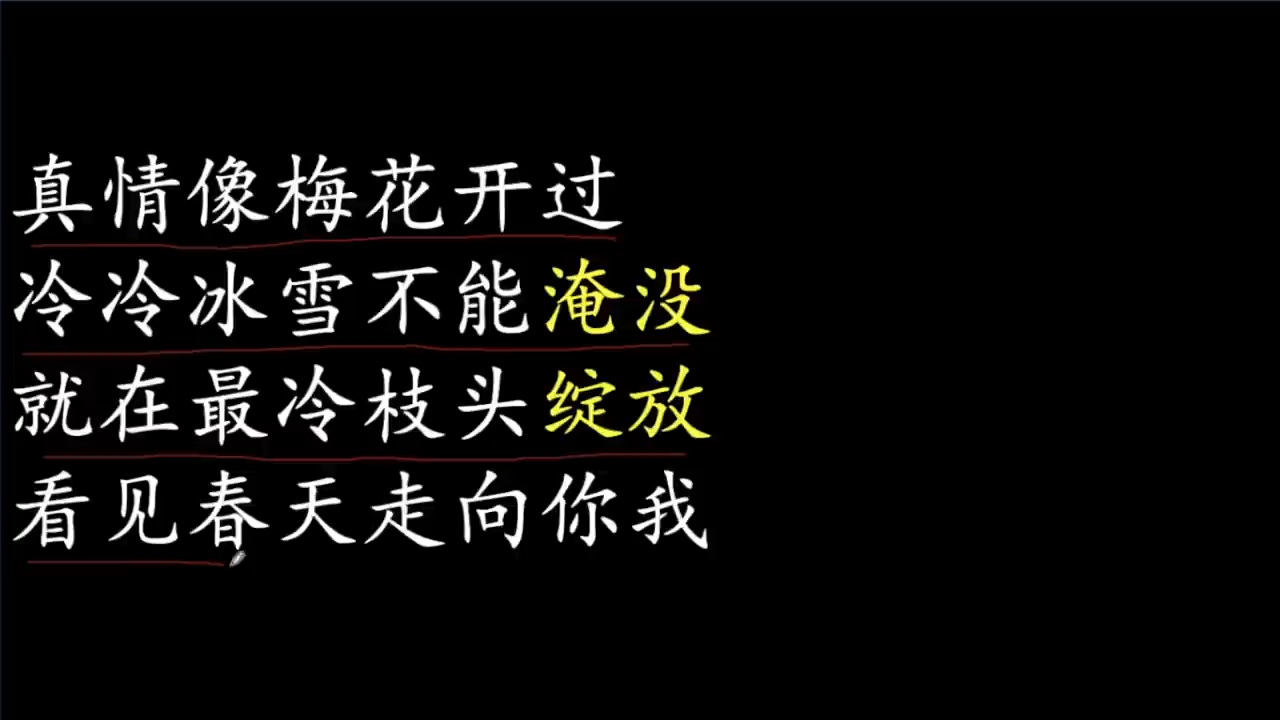 真情像梅花开过
冷冷冰雪不能淹没
就在最冷枝头绽放
看见春天走向你我